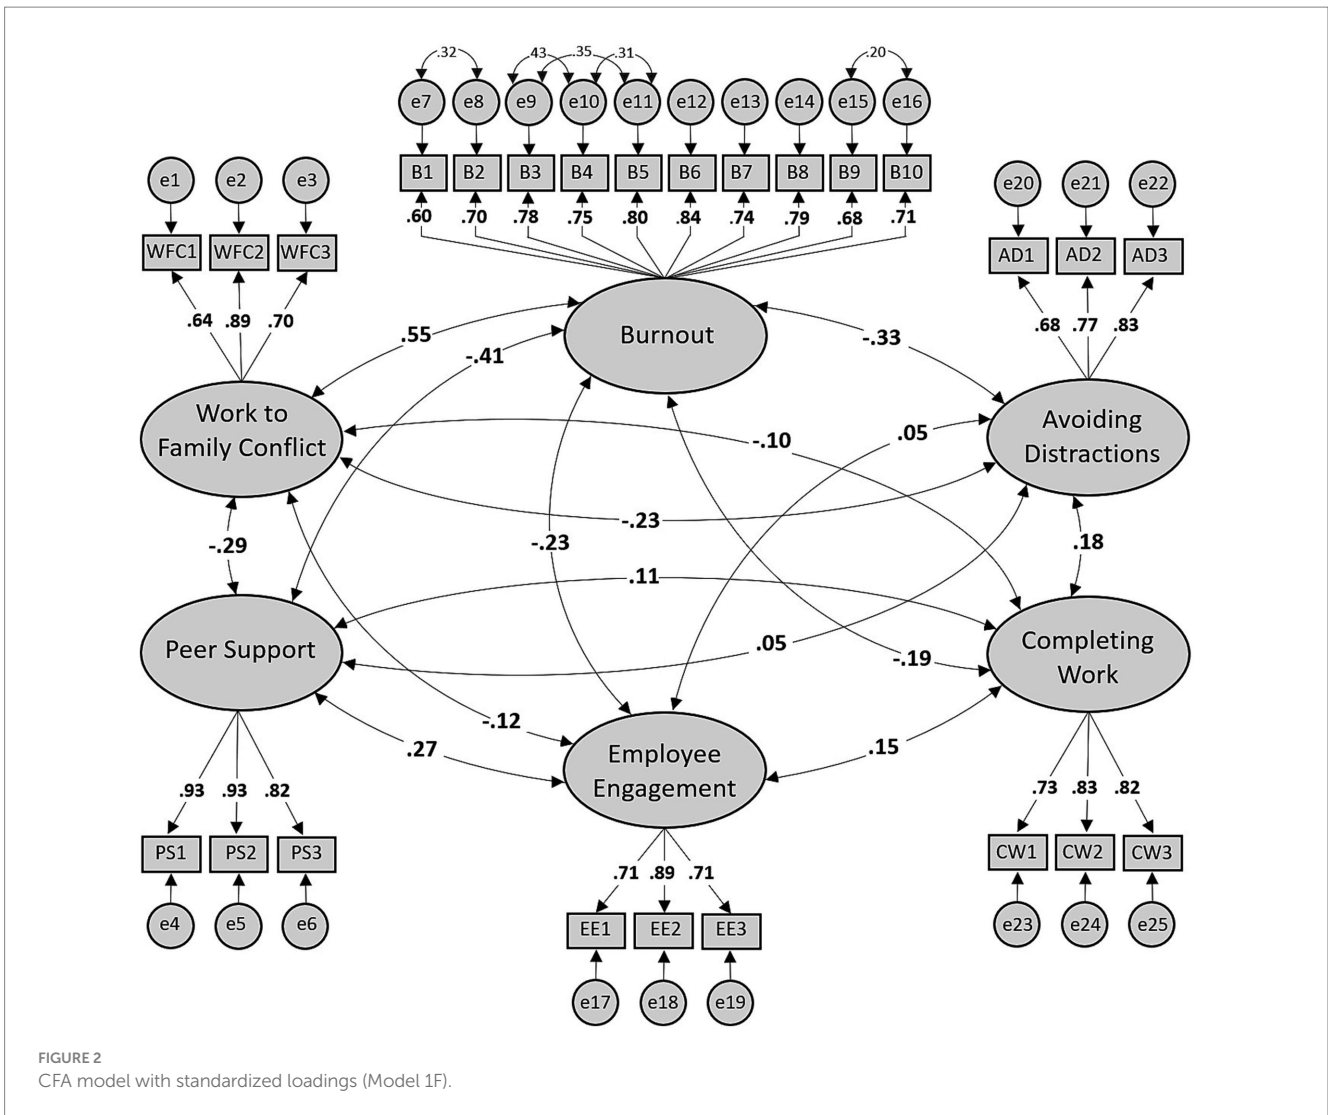 .32 .43 .35 .31 .20
e7 e8 e9 e10 e11 e12 e13 e14 e15 e16
B1 B2 B3 B4 B5 B6 B7 B8 B9 B10
.60 .70 .78 .75 .80 .84 .74 .79 .68 .71
e1 e2 e3
WFC1 WFC2 WFC3
.64 .89 .70
e20 e21 e22
AD1 AD2 AD3
.68 .77 .83
Burnout
Work to
Family Conflict
Avoiding
Distractions
.55
-.41
-.33
.05
-.10
-.23
-.29
-.23
.18
.11
.05
-.19
Peer Support
Completing
Work
-.12
.27
.15
Employee
Engagement
.93 .93 .82
PS1 PS2 PS3
e4 e5 e6
.71 .89 .71
EE1 EE2 EE3
e17 e18 e19
.73 .83 .82
CW1 CW2 CW3
e23 e24 e25
FIGURE 2
CFA model with standardized loadings (Model 1F).